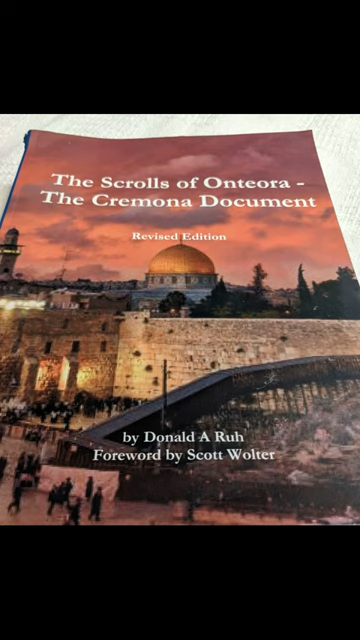 The Scrolls of Onteora -
The Cremona Document
Revised Edition
by Donald A Ruh
Foreword by Scott Wolter